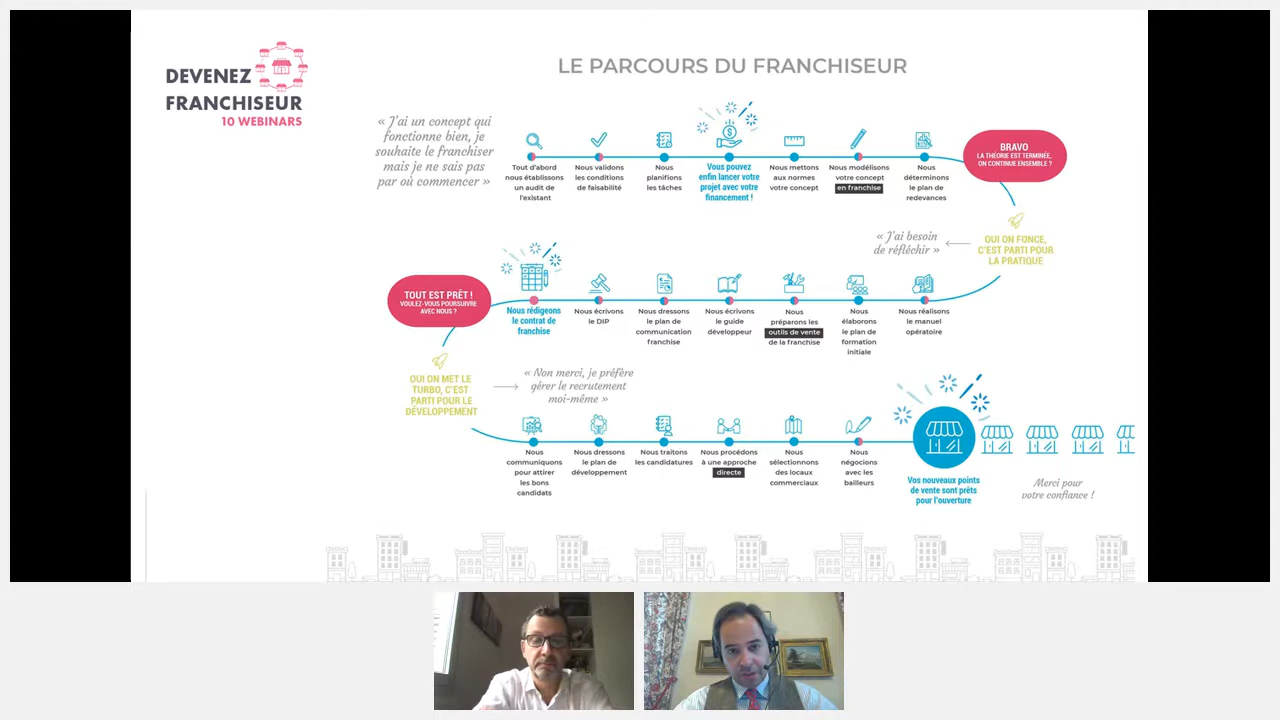 DEVENEZ
FRANCHISEUR
10 WEBINARS
LE PARCOURS DU FRANCHISEUR
« J'ai un concept qui
fonctionne bien, je
souhaite le franchiser
mais je ne sais pas
par où commencer »
Tout d'abord
nous établissons
un audit de
l'existant
Nous validons
les conditions
de faisabilité
Nous
planifions
les tâches
Vous pouvez
enfin lancer votre
projet avec votre
financement !
Nous mettons
aux normes
votre concept
Nous modélisons
votre concept
en franchise
Nous
déterminons
le plan de
redevances
BRAVO
LA THÉORIE EST TERMINÉE,
ON CONTINUE ENSEMBLE ?
« J'ai besoin
de réfléchir »
OUI ON FONCE,
C'EST PARTI POUR
LA PRATIQUE
TOUT EST PRÊT !
VOULEZ-VOUS POURSUIVRE
AVEC NOUS ?
Nous rédigeons
le contrat de
franchise
Nous écrivons
le DIP
Nous dressons
le plan de
communication
franchise
Nous écrivons
le guide
développeur
Nous
préparons les
outils de vente
de la franchise
Nous
élaborons
le plan de
formation
initiale
Nous réalisons
le manuel
opératoire
OUI ON MET LE
TURBO, C'EST
PARTI POUR LE
DÉVELOPPEMENT
« Non merci, je préfère
gérer le recrutement
moi-même »
Nous
communiquons
pour attirer
les bons
candidats
Nous dressons
le plan de
développement
Nous traitons
les candidatures
Nous procédons
à une approche
directe
Nous
sélectionnons
des locaux
commerciaux
Nous
négocions
avec les
bailleurs
Vos nouveaux points
de vente sont prêts
pour l'ouverture
Merci pour
votre confiance !